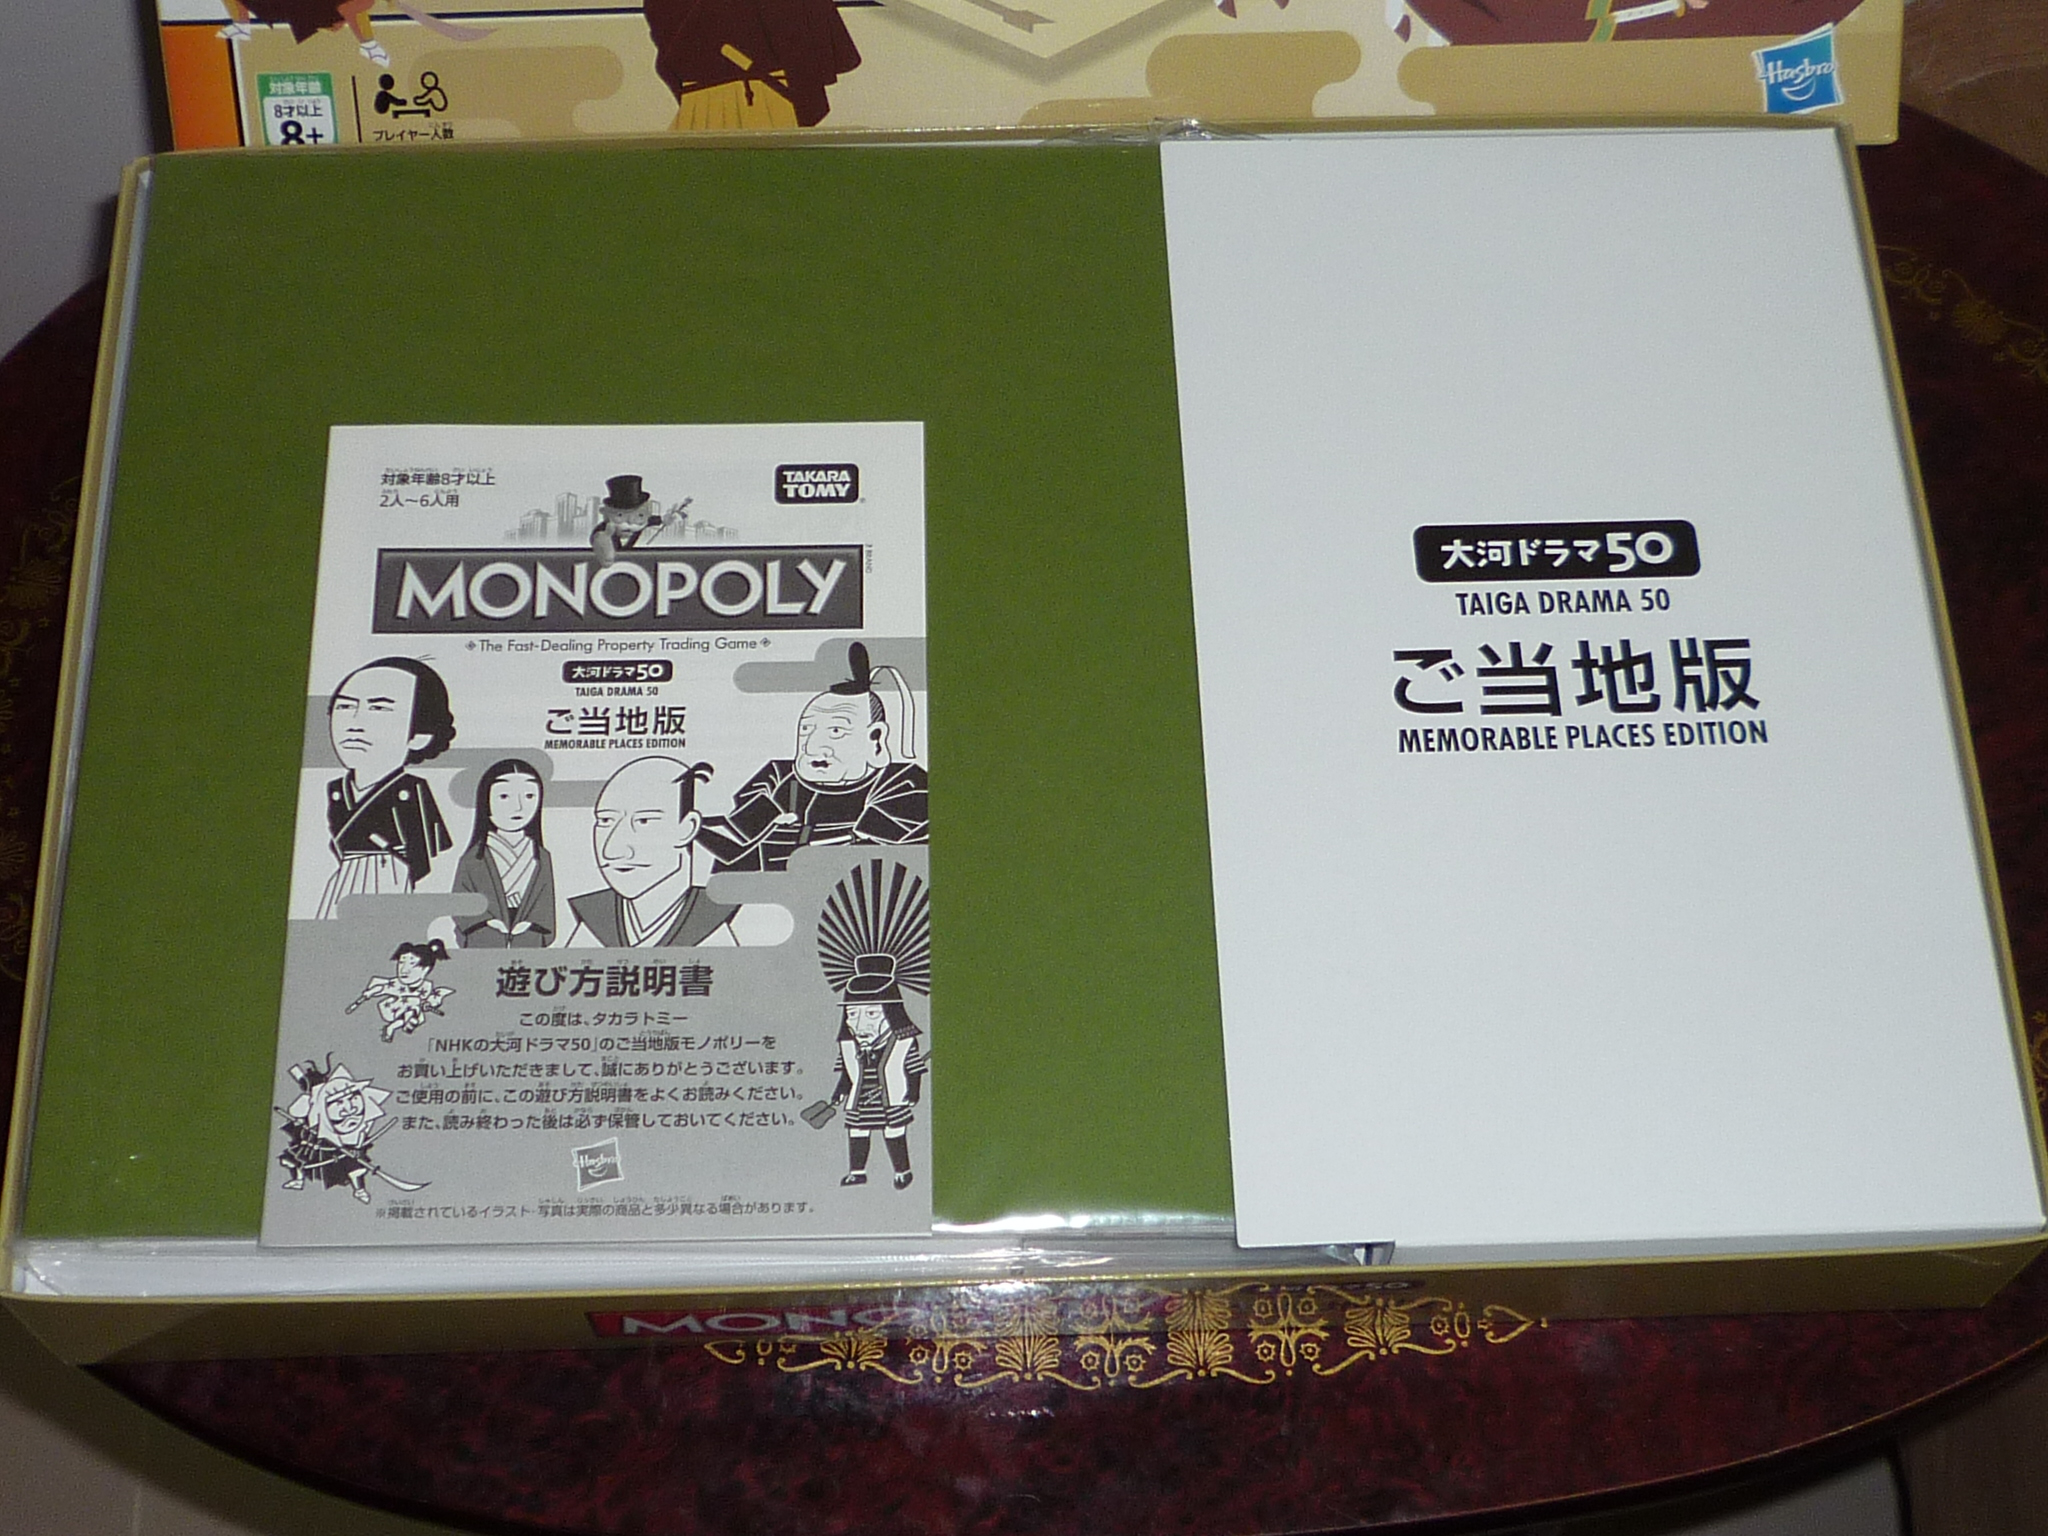 対象年齢
8才以上
8+
プレイヤー人数
Hasbro
対象年齢8才以上
2人〜6人用
TAKARA
TOMY
MONOPOLY
The Fast-Dealing Property Trading Game
大河ドラマ50
TAIGA DRAMA 50
ご当地版
MEMORABLE PLACES EDITION
遊び方説明書
この度は、タカラトミー
「NHKの大河ドラマ50」のご当地版モノポリーを
お買い上げいただきまして、誠にありがとうございます。
ご使用の前に、この遊び方説明書をよくお読みください。
また、読み終わった後は必ず保管しておいてください。
Hasbro
※掲載されているイラスト・写真は実際の商品と多少異なる場合があります。
大河ドラマ50
TAIGA DRAMA 50
ご当地版
MEMORABLE PLACES EDITION
MONO